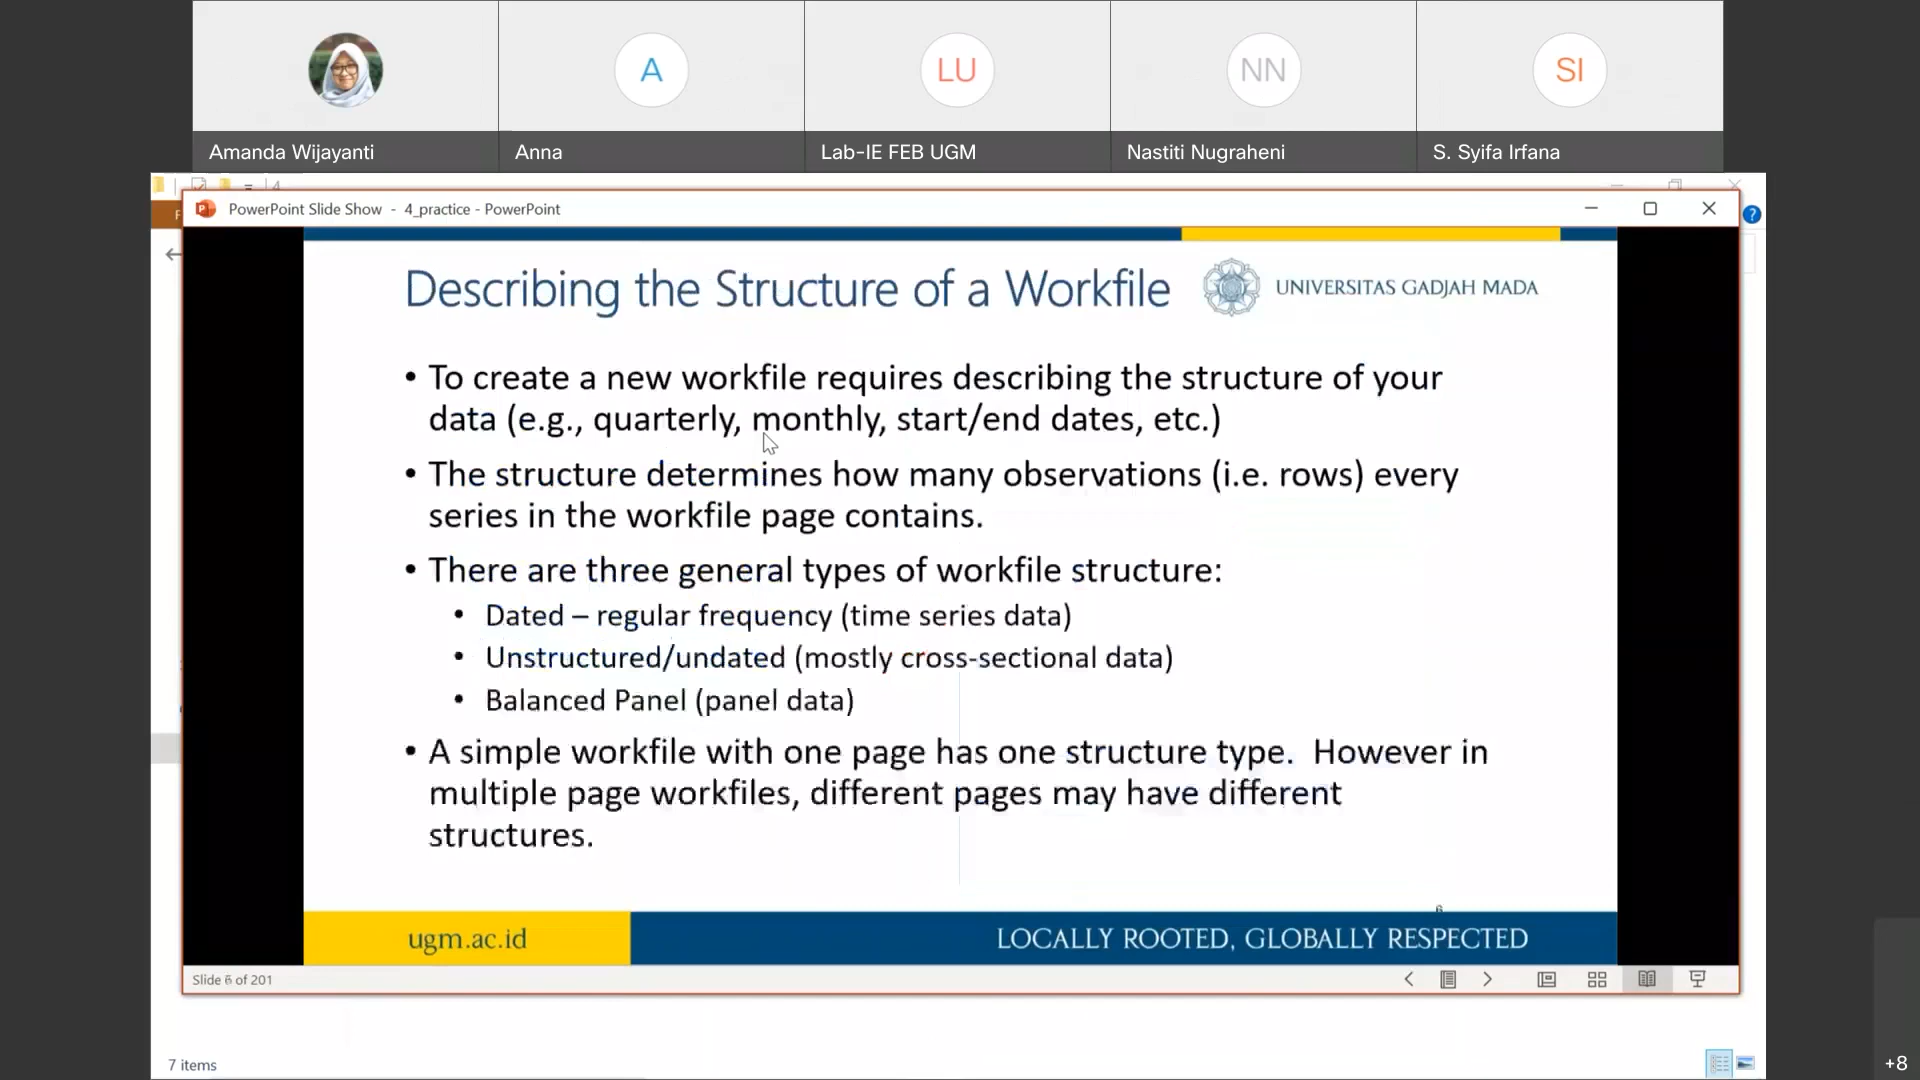 A
LU
NN
SI
Amanda Wijayanti
Anna
Lab-IE FEB UGM
Nastiti Nugraheni
S. Syifa Irfana
4
PowerPoint Slide Show - 4_practice - PowerPoint
Describing the Structure of a Workfile
UNIVERSITAS GADJAH MADA
• To create a new workfile requires describing the structure of your
data (e.g., quarterly, monthly, start/end dates, etc.)
• The structure determines how many observations (i.e. rows) every
series in the workfile page contains.
• There are three general types of workfile structure:
• Dated – regular frequency (time series data)
• Unstructured/undated (mostly cross-sectional data)
• Balanced Panel (panel data)
• A simple workfile with one page has one structure type. However in
multiple page workfiles, different pages may have different
structures.
6
ugm.ac.id
LOCALLY ROOTED, GLOBALLY RESPECTED
Slide 6 of 201
7 items
+8